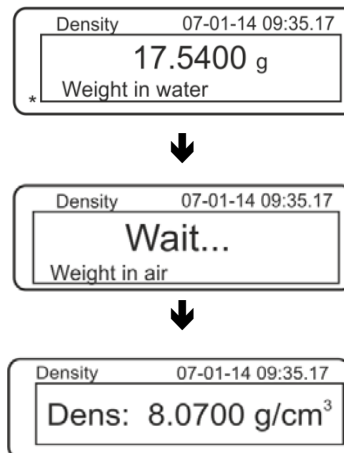 Density 07-01-14 09:35.17
17.5400 g
Weight in water
*
Density 07-01-14 09:35.17
Wait...
Weight in air
Density 07-01-14 09:35.17
Dens: 8.0700 g/cm³